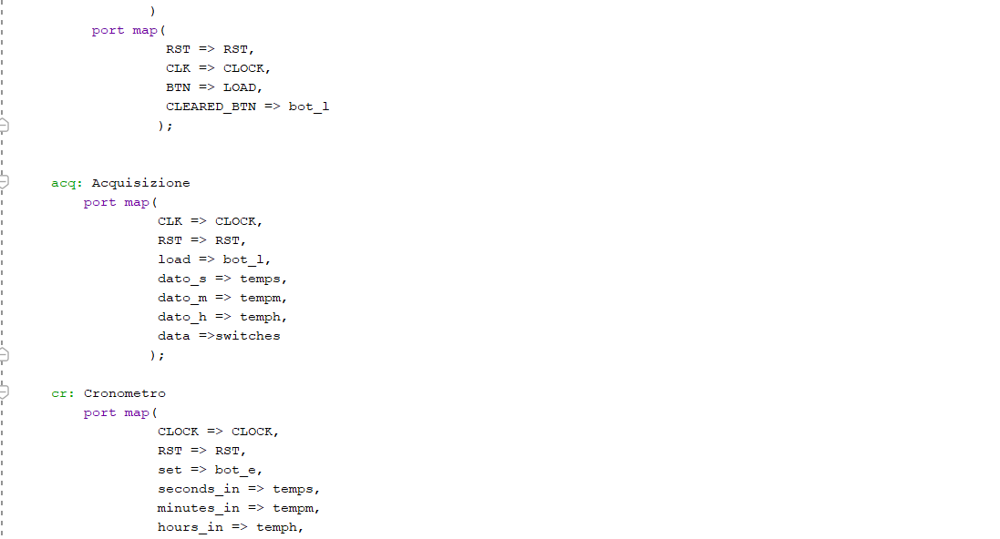 )
port map(
RST => RST,
CLK => CLOCK,
BTN => LOAD,
CLEARED_BTN => bot_l
);
acq: Acquisizione
port map(
CLK => CLOCK,
RST => RST,
load => bot_l,
dato_s => temps,
dato_m => tempm,
dato_h => temph,
data =>switches
);
cr: Cronometro
port map(
CLOCK => CLOCK,
RST => RST,
set => bot_e,
seconds_in => temps,
minutes_in => tempm,
hours_in => temph,